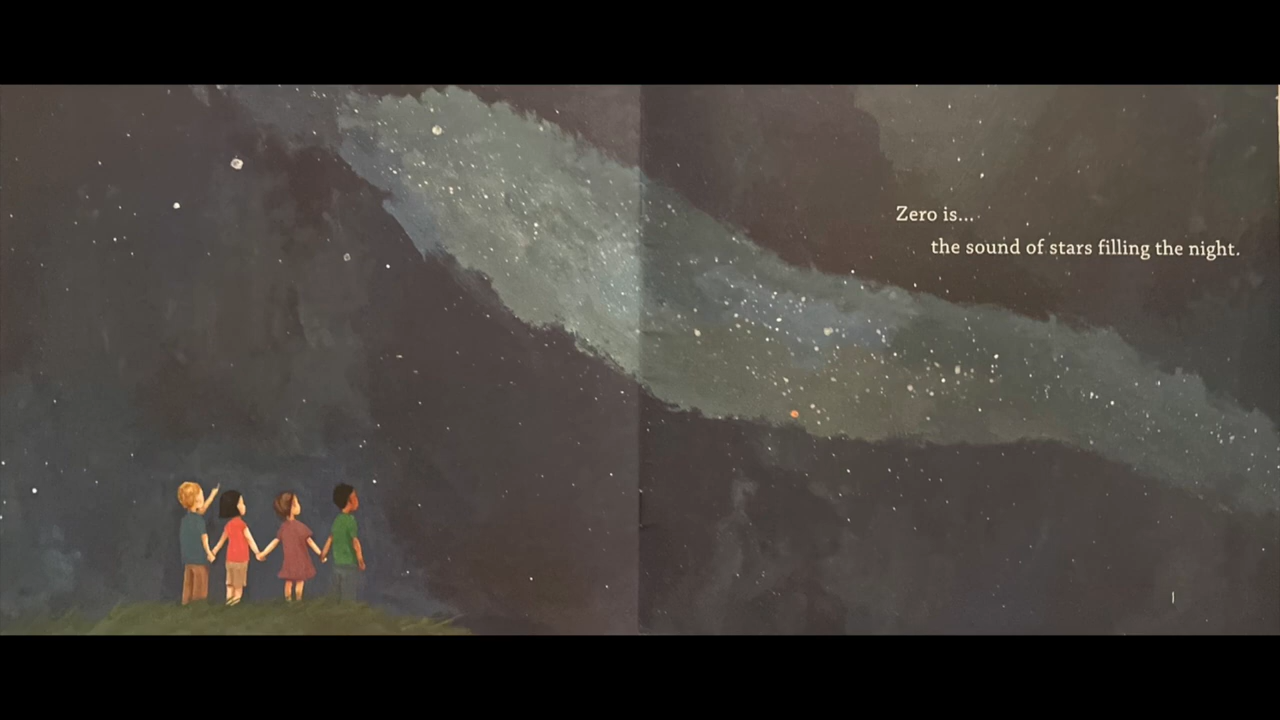 Zero is...
the sound of stars filling the night.